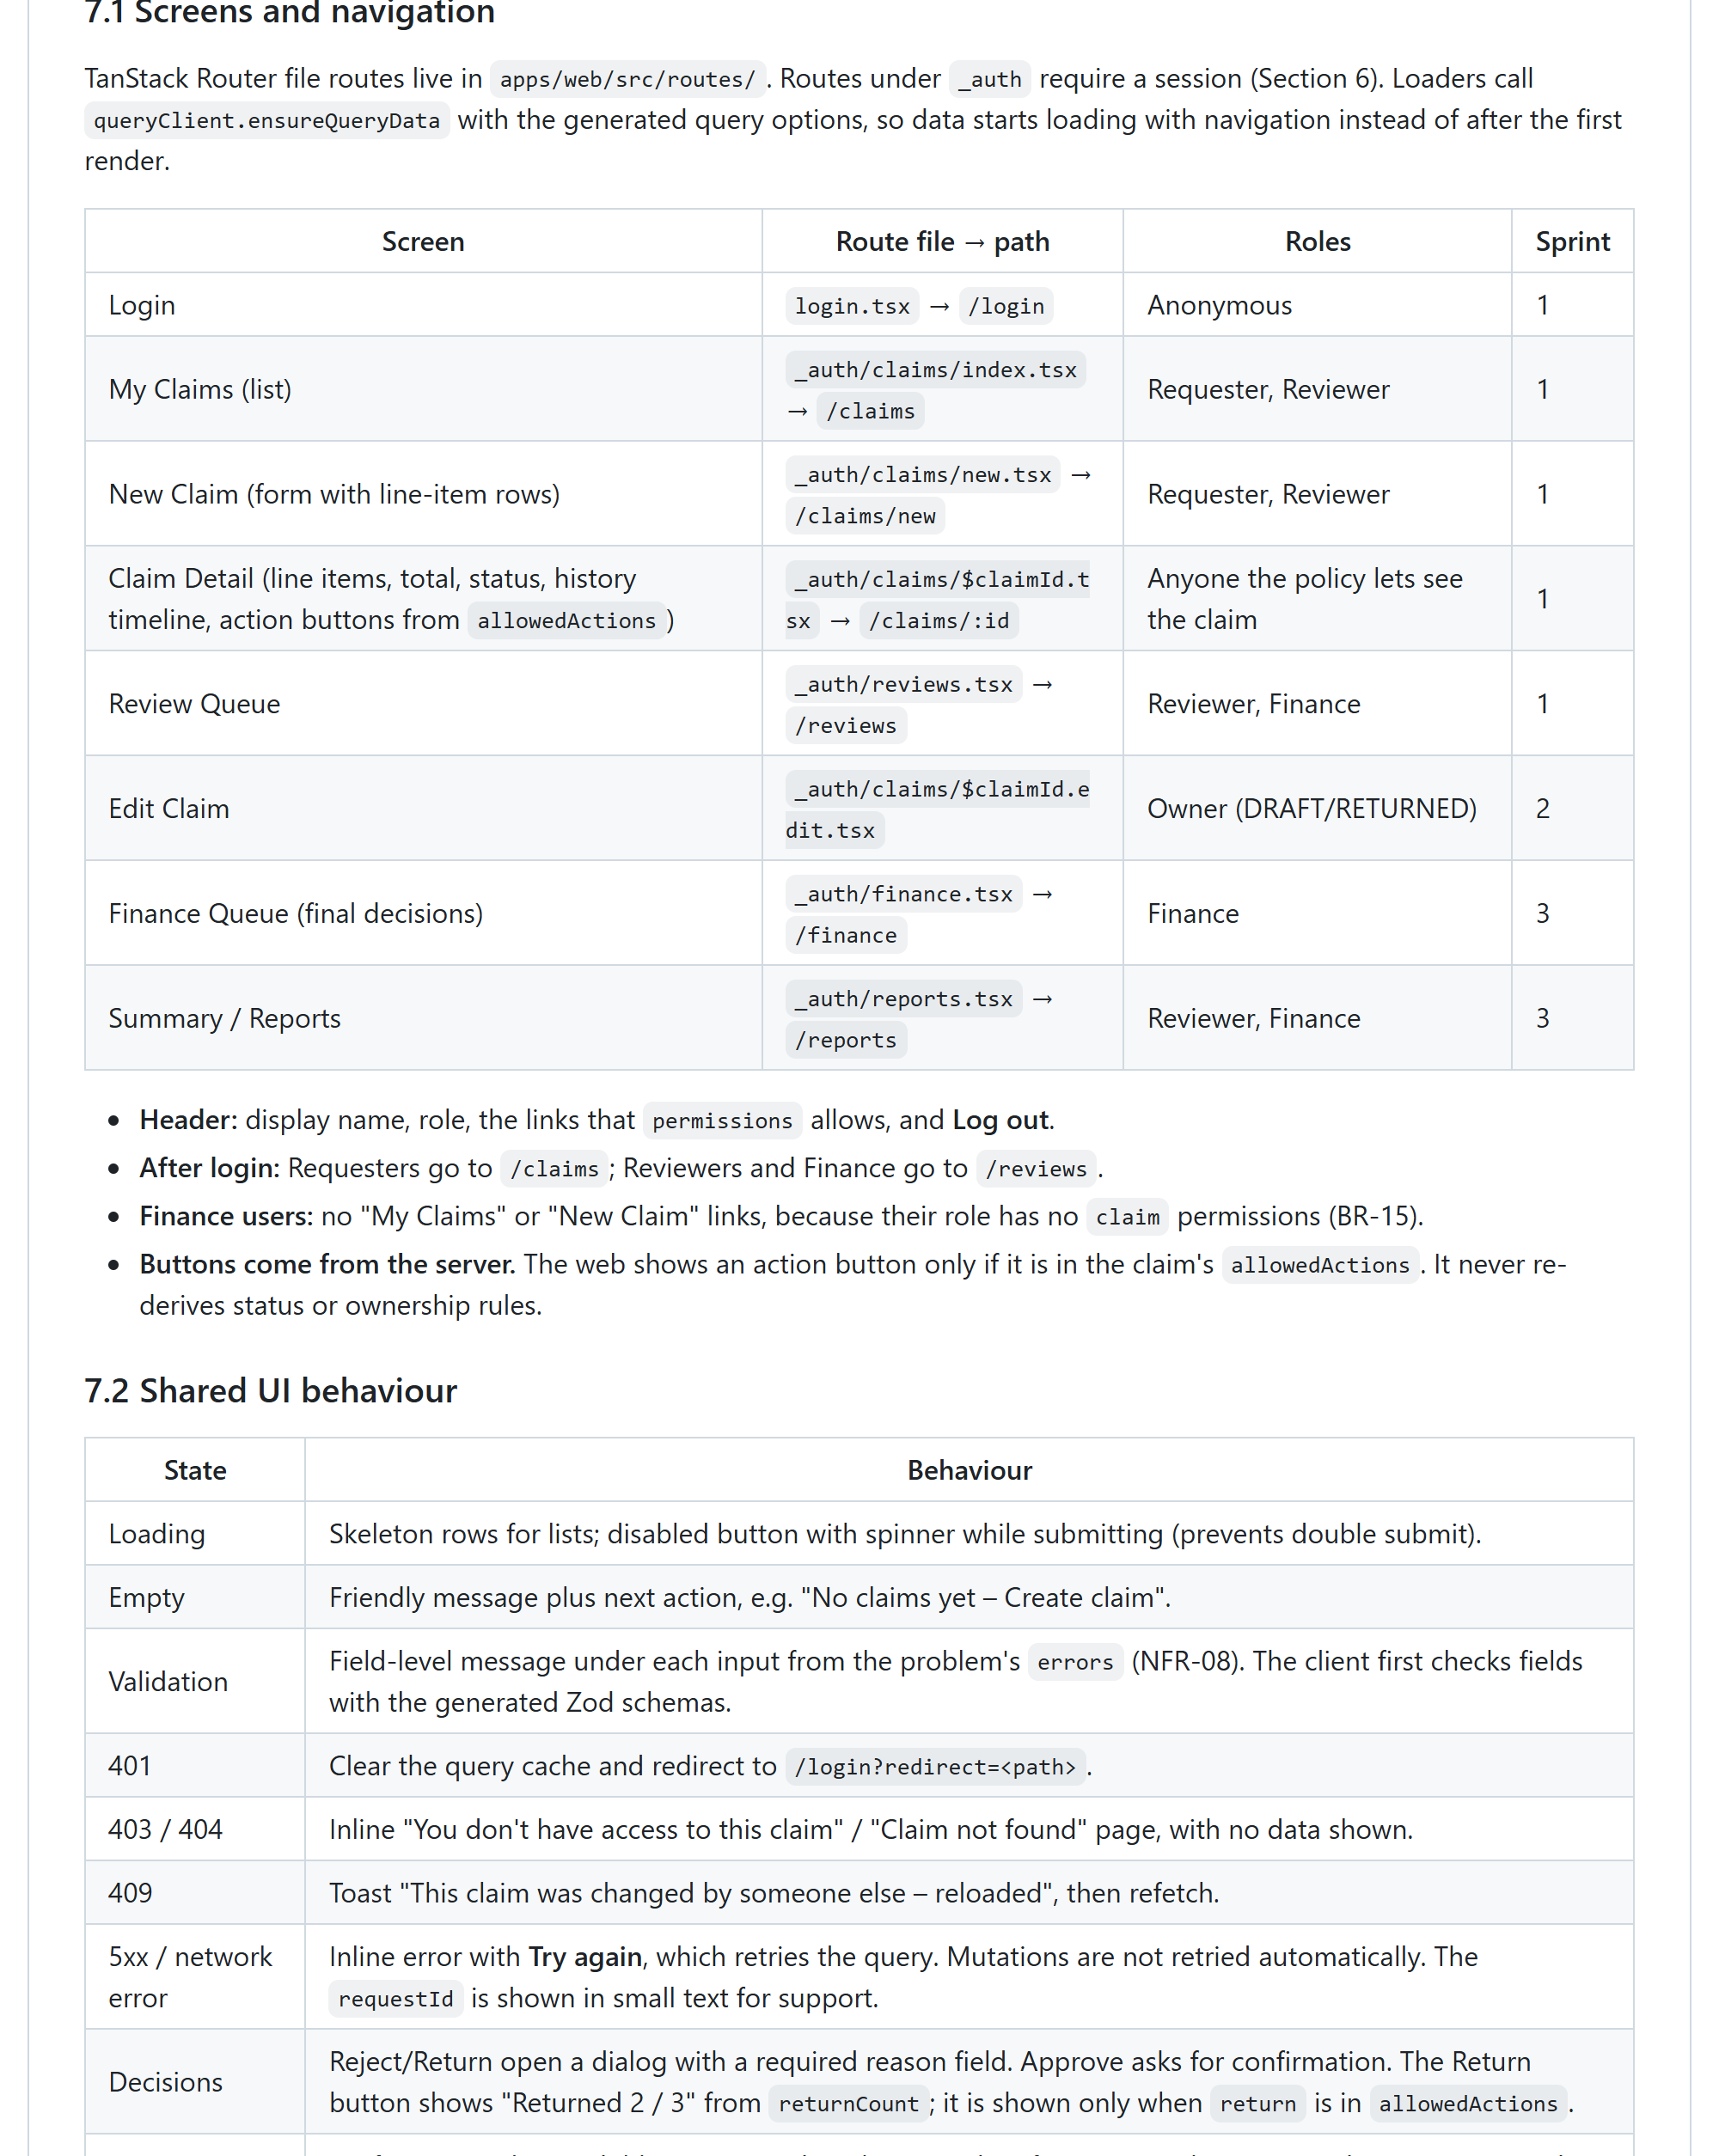 7.1 Screens and navigation
TanStack Router file routes live in apps/web/src/routes/ . Routes under _auth require a session (Section 6). Loaders call
queryClient.ensureQueryData with the generated query options, so data starts loading with navigation instead of after the first
render.
Screen Route file → path Roles Sprint
Login login.tsx → /login Anonymous 1
My Claims (list) _auth/claims/index.tsx → /claims Requester, Reviewer 1
New Claim (form with line-item rows) _auth/claims/new.tsx → /claims/new Requester, Reviewer 1
Claim Detail (line items, total, status, history
timeline, action buttons from allowedActions )
_auth/claims/$claimId.t
sx → /claims/:id
Anyone the policy lets see
the claim
1
Review Queue
_auth/reviews.tsx →
/reviews
Reviewer, Finance
1
Edit Claim
_auth/claims/$claimId.e
dit.tsx
Owner (DRAFT/RETURNED)
2
Finance Queue (final decisions)
_auth/finance.tsx →
/finance
Finance
3
Summary / Reports
_auth/reports.tsx →
/reports
Reviewer, Finance
3
• Header: display name, role, the links that permissions allows, and Log out.
• After login: Requesters go to /claims ; Reviewers and Finance go to /reviews .
• Finance users: no "My Claims" or "New Claim" links, because their role has no claim permissions (BR-15).
• Buttons come from the server. The web shows an action button only if it is in the claim's allowedActions . It never re-
derives status or ownership rules.
7.2 Shared UI behaviour
State Behaviour
Loading Skeleton rows for lists; disabled button with spinner while submitting (prevents double submit).
Empty Friendly message plus next action, e.g. "No claims yet – Create claim".
Validation
Field-level message under each input from the problem's errors (NFR-08). The client first checks fields
with the generated Zod schemas.
401 Clear the query cache and redirect to /login?redirect=<path> .
403 / 404 Inline "You don't have access to this claim" / "Claim not found" page, with no data shown.
409 Toast "This claim was changed by someone else – reloaded", then refetch.
5xx / network
error
Inline error with Try again, which retries the query. Mutations are not retried automatically. The
requestId is shown in small text for support.
Decisions
Reject/Return open a dialog with a required reason field. Approve asks for confirmation. The Return
button shows "Returned 2 / 3" from returnCount ; it is shown only when return is in allowedActions .